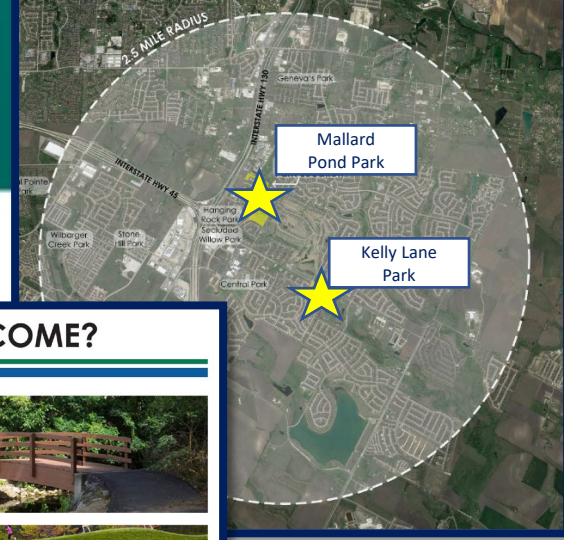 2.5 MILE RADIUS
Geneva's Park
INTERSTATE HWY 130
Mallard
Pond Park
INTERSTATE HWY 45
Pointe
Hanging
Rock Park
Wilbarger
Creek Park
Stone
Hill Park
Secluded
Willow Park
Kelly Lane
Park
Central Park
COME?